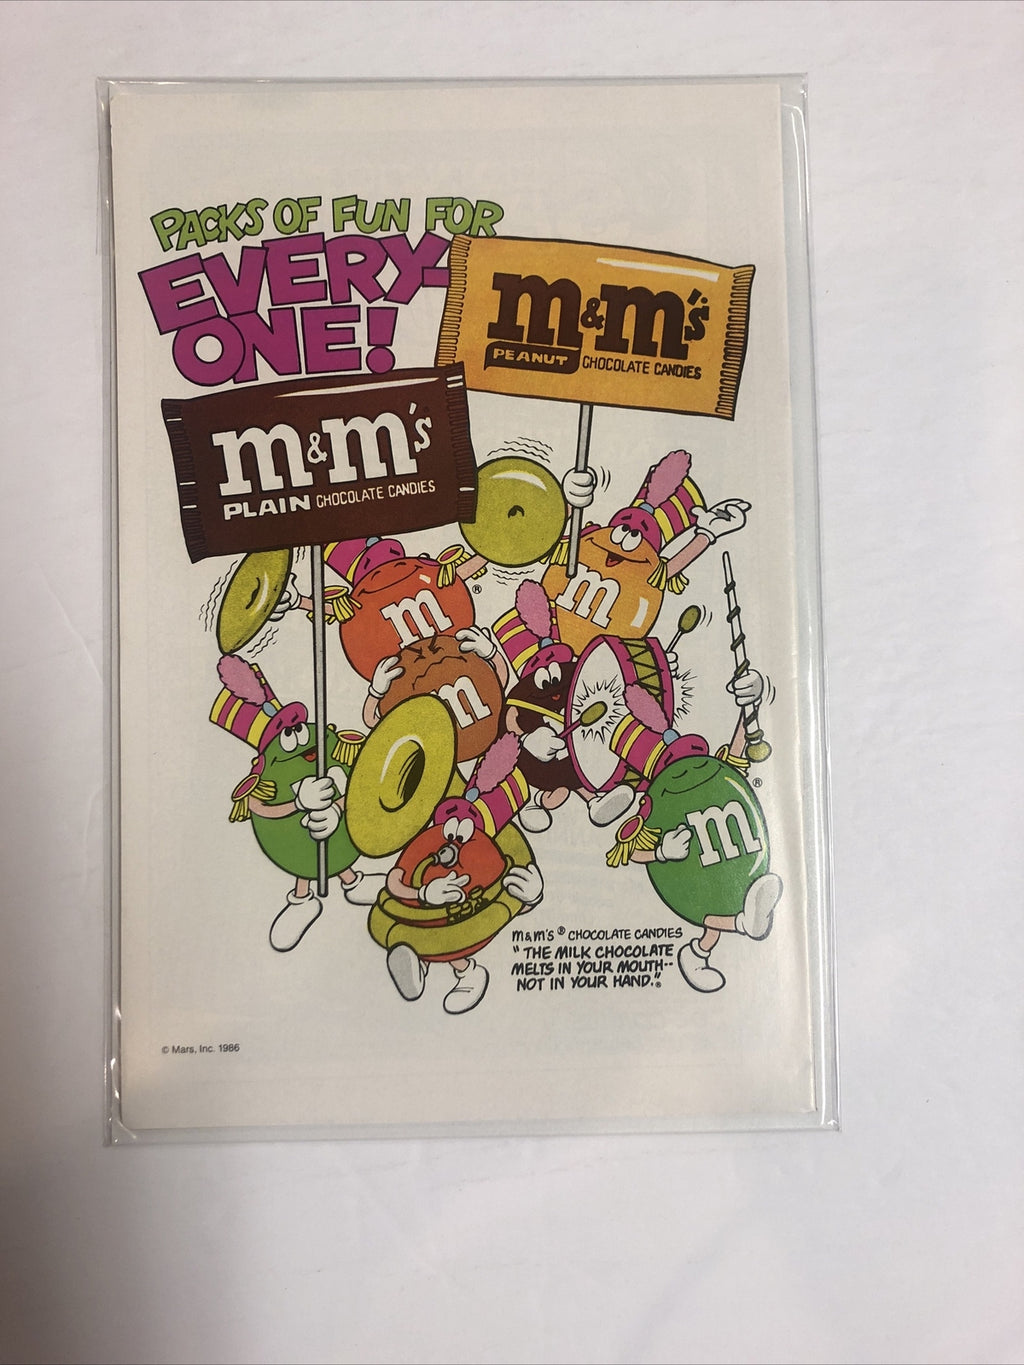 PACKS OF FUN FOR
EVERY-
ONE!
m&m's
PEANUT CHOCOLATE CANDIES
m&m's
PLAIN CHOCOLATE CANDIES
m
®
m
m
m
®
m&m's® CHOCOLATE CANDIES
"THE MILK CHOCOLATE
MELTS IN YOUR MOUTH--
NOT IN YOUR HAND."®
© Mars, Inc. 1986